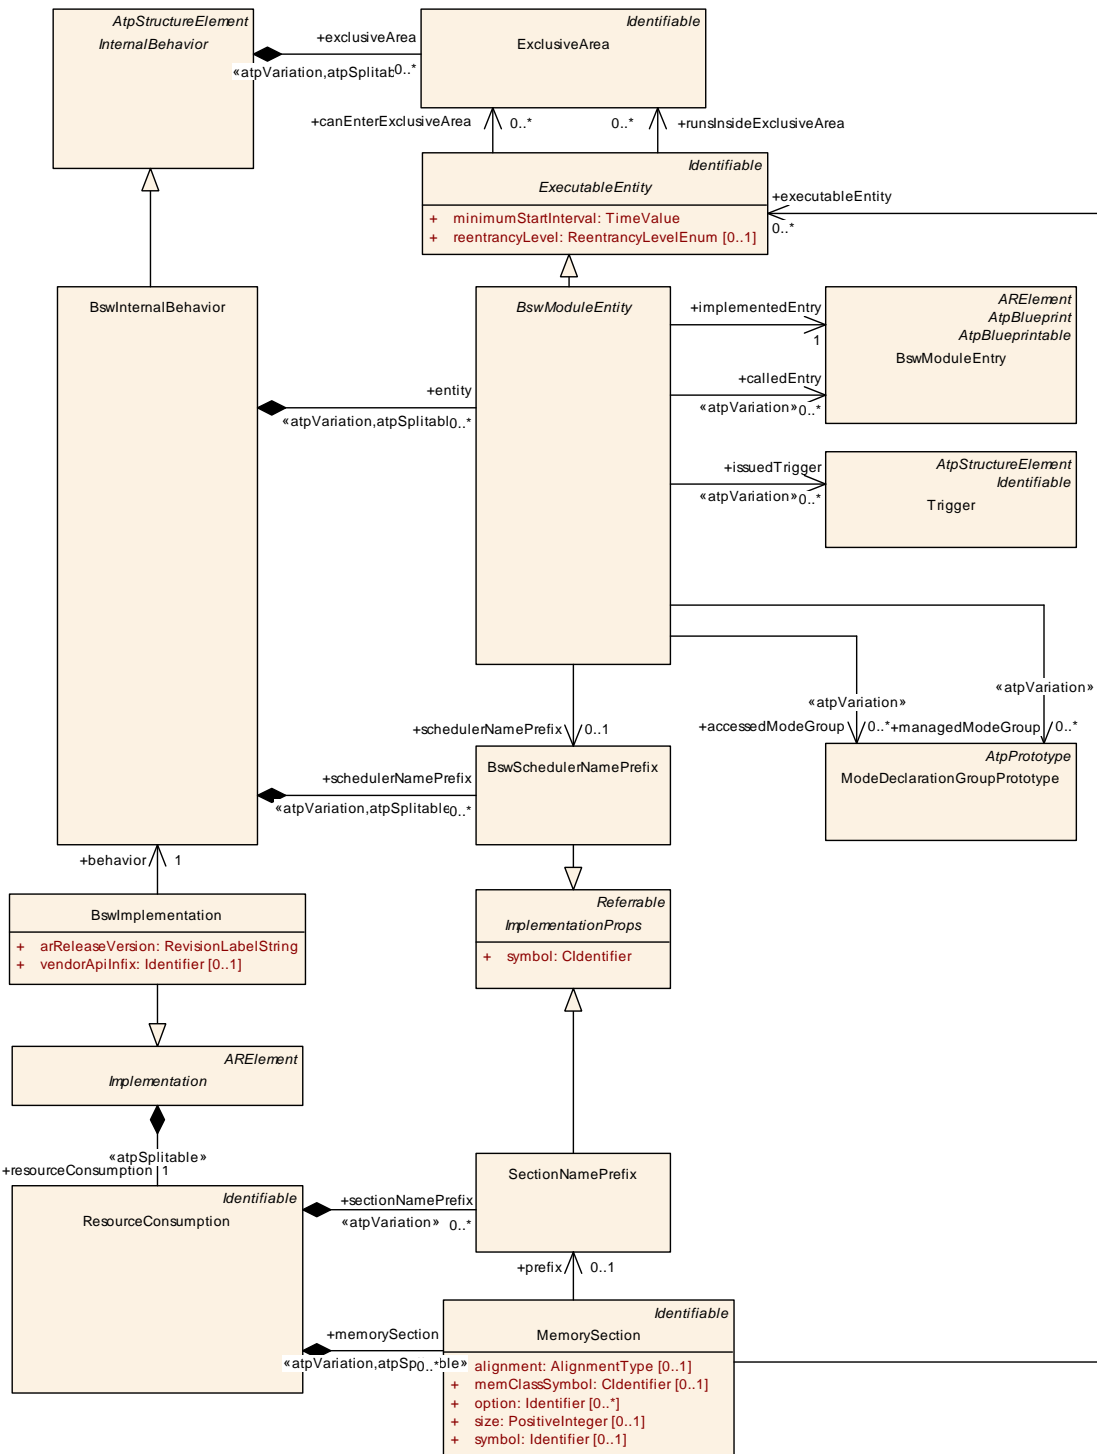 AtpStructureElement
InternalBehavior
+exclusiveArea
«atpVariation,atpSplitab
0..*
Identifiable
ExclusiveArea
+canEnterExclusiveArea
0..*
0..*
+runsInsideExclusiveArea
Identifiable
ExecutableEntity
+ minimumStartInterval: TimeValue
+ reentrancyLevel: ReentrancyLevelEnum [0..1]
+executableEntity
0..*
BswInternalBehavior
BswModuleEntity
+implementedEntry
1
ARElement
AtpBlueprint
AtpBlueprintable
BswModuleEntry
+calledEntry
«atpVariation» 0..*
+entity
«atpVariation,atpSplitabl
0..*
+issuedTrigger
«atpVariation» 0..*
AtpStructureElement
Identifiable
Trigger
«atpVariation»
«atpVariation»
+accessedModeGroup
0..*
+managedModeGroup
0..*
AtpPrototype
ModeDeclarationGroupPrototype
+schedulerNamePrefix
0..1
BswSchedulerNamePrefix
+schedulerNamePrefix
«atpVariation,atpSplitable
0..*
+behavior
1
BswImplementation
+ arReleaseVersion: RevisionLabelString
+ vendorApiInfix: Identifier [0..1]
Referrable
ImplementationProps
+ symbol: CIdentifier
ARElement
Implementation
«atpSplitable»
+resourceConsumption
1
Identifiable
ResourceConsumption
+sectionNamePrefix
«atpVariation» 0..*
SectionNamePrefix
+prefix
0..1
+memorySection
«atpVariation,atpSp
0..*
ble»
Identifiable
MemorySection
alignment: AlignmentType [0..1]
+ memClassSymbol: CIdentifier [0..1]
+ option: Identifier [0..*]
+ size: PositiveInteger [0..1]
+ symbol: Identifier [0..1]